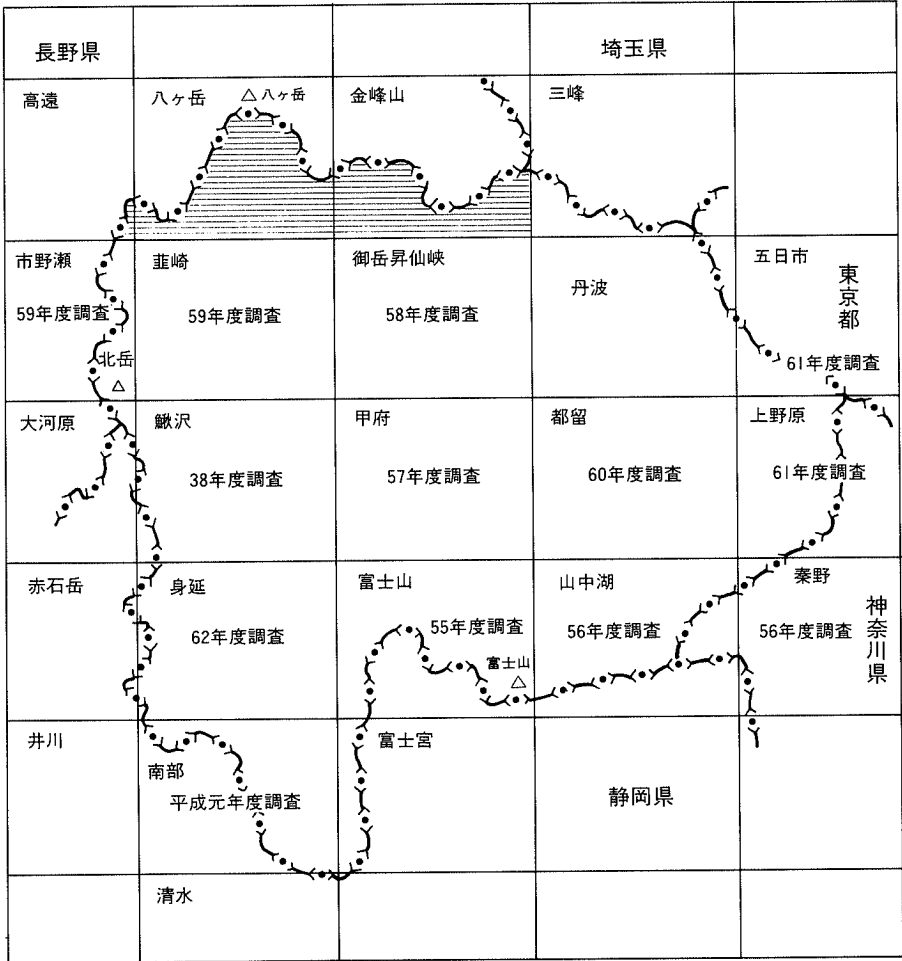 長野県
埼玉県
高遠
八ヶ岳
八ヶ岳
金峰山
三峰
市野瀬
59年度調査
北岳
韮崎
59年度調査
御岳昇仙峡
58年度調査
丹波
五日市
東京都
61年度調査
大河原
鰍沢
38年度調査
甲府
57年度調査
都留
60年度調査
上野原
61年度調査
赤石岳
身延
62年度調査
富士山
55年度調査
富士山
山中湖
56年度調査
秦野
56年度調査
神奈川県
井川
南部
平成元年度調査
富士宮
静岡県
清水